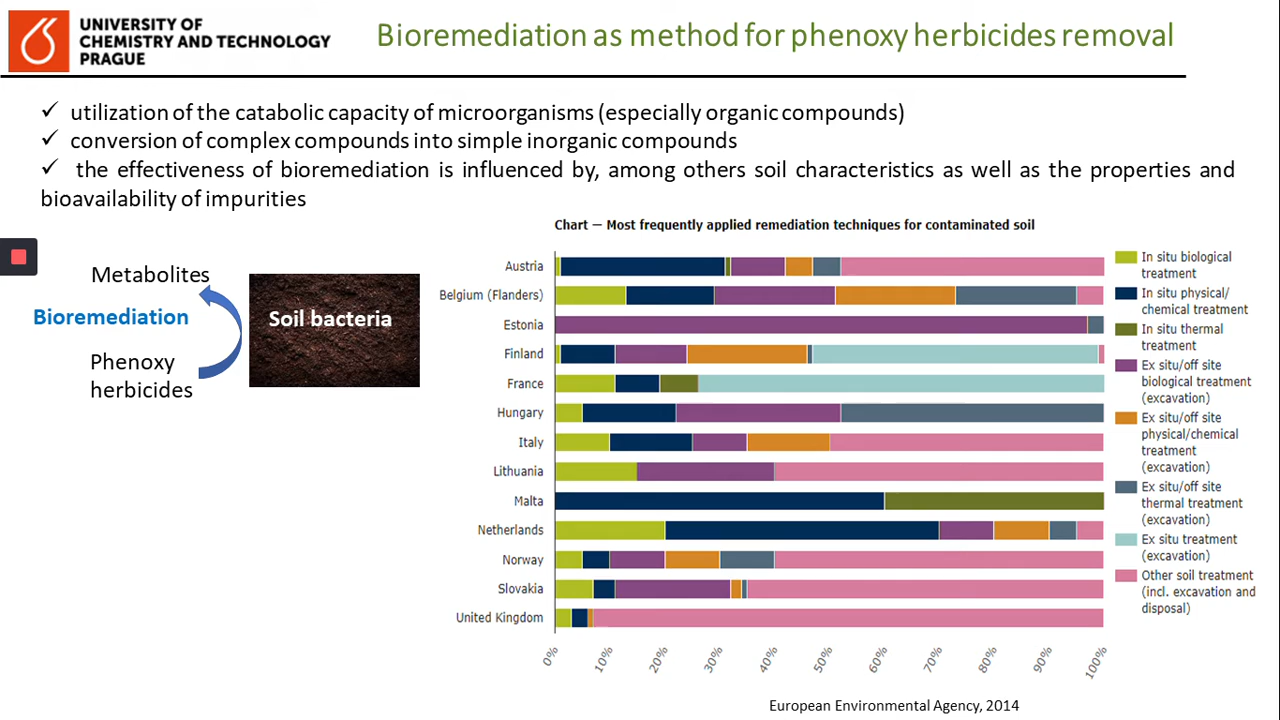 UNIVERSITY OF
CHEMISTRY AND TECHNOLOGY
PRAGUE
Bioremediation as method for phenoxy herbicides removal
✓ utilization of the catabolic capacity of microorganisms (especially organic compounds)
✓ conversion of complex compounds into simple inorganic compounds
✓ the effectiveness of bioremediation is influenced by, among others soil characteristics as well as the properties and
bioavailability of impurities
Metabolites
Bioremediation
Phenoxy
herbicides
Soil bacteria
Chart — Most frequently applied remediation techniques for contaminated soil
Austria
Belgium (Flanders)
Estonia
Finland
France
Hungary
Italy
Lithuania
Malta
Netherlands
Norway
Slovakia
United Kingdom
0%
10%
20%
30%
40%
50%
60%
70%
80%
90%
100%
In situ biological
treatment
In situ physical/
chemical treatment
In situ thermal
treatment
Ex situ/off site
biological treatment
(excavation)
Ex situ/off site
physical/chemical
treatment
(excavation)
Ex situ/off site
thermal treatment
(excavation)
Ex situ treatment
(excavation)
Other soil treatment
(incl. excavation and
disposal)
European Environmental Agency, 2014